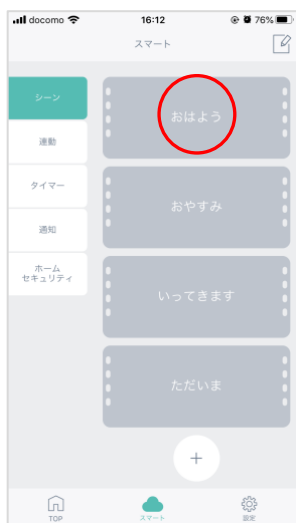 docomo 16:12 76%
スマート
シーン
連動
タイマー
通知
ホーム
セキュリティ
おはよう
おやすみ
いってきます
ただいま
+
TOP スマート 設定